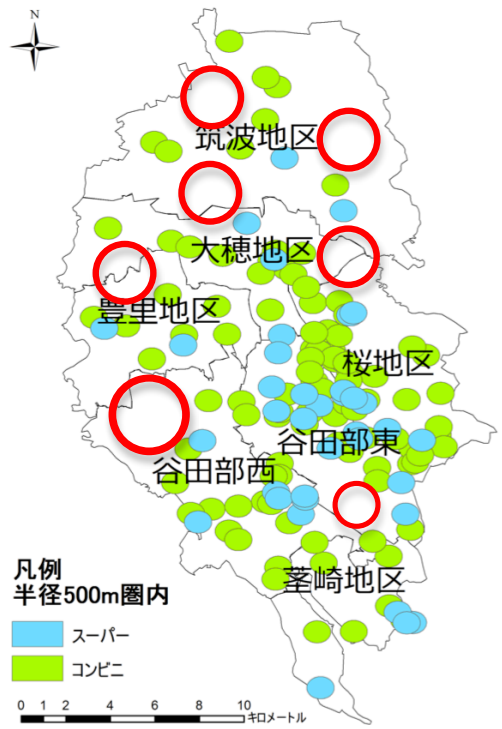 N
筑波地区
大穂地区
豊里地区
桜地区
谷田部東
谷田部西
茎崎地区
凡例
半径500m圏内
スーパー
コンビニ
0 1 2 4 6 8 10
キロメートル